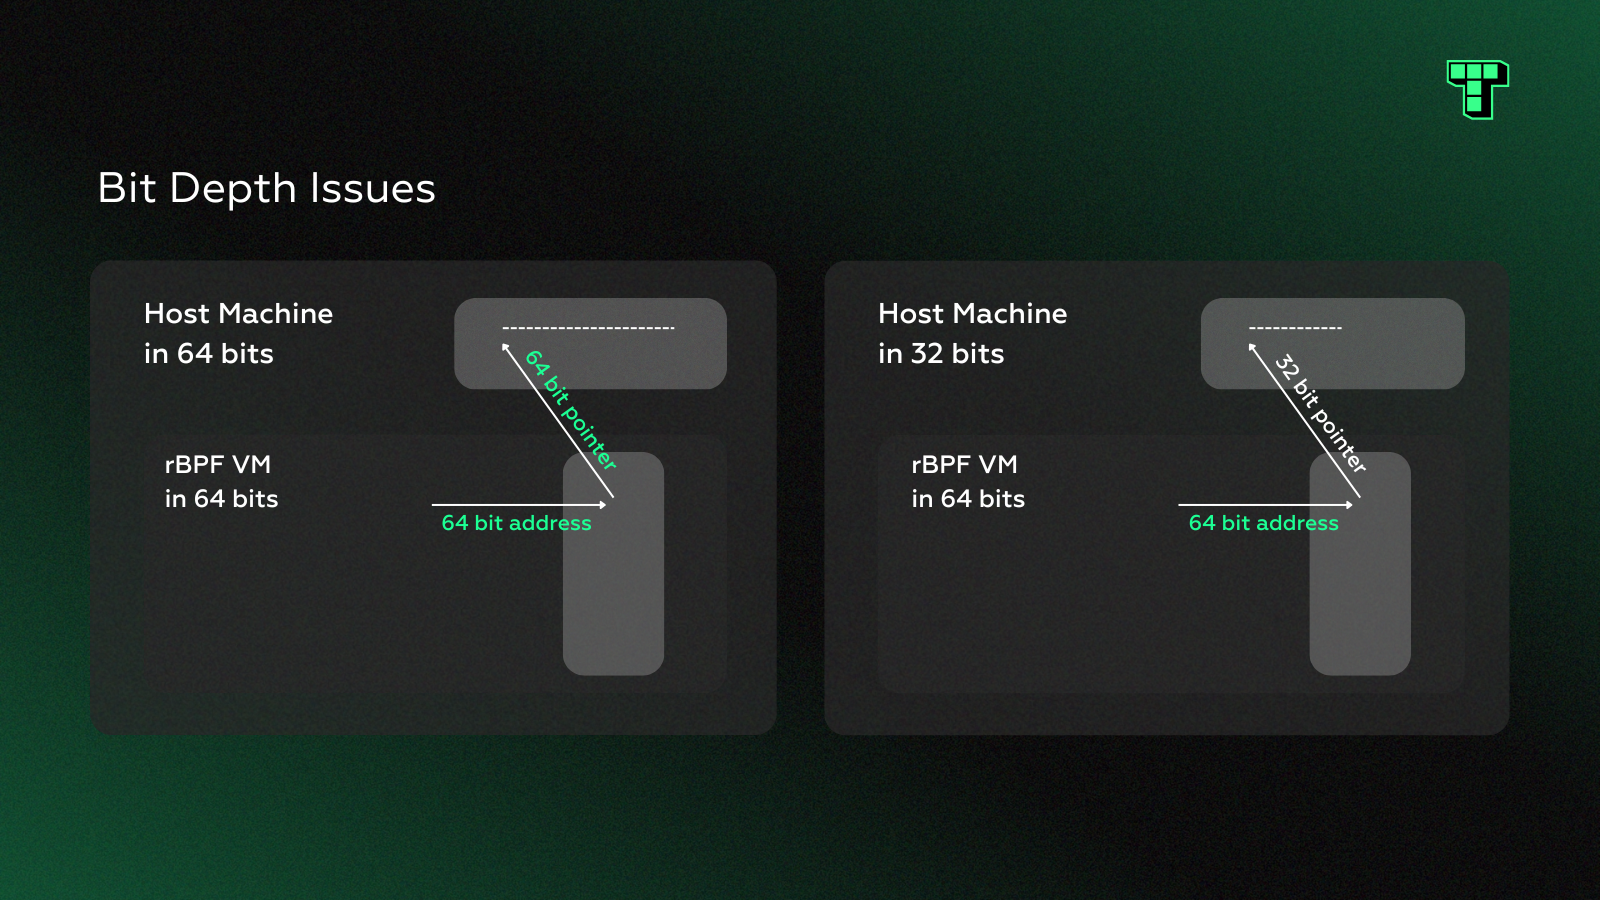 Bit Depth Issues
Host Machine
in 64 bits
64 bit pointer
rBPF VM
in 64 bits
64 bit address
Host Machine
in 32 bits
32 bit pointer
rBPF VM
in 64 bits
64 bit address